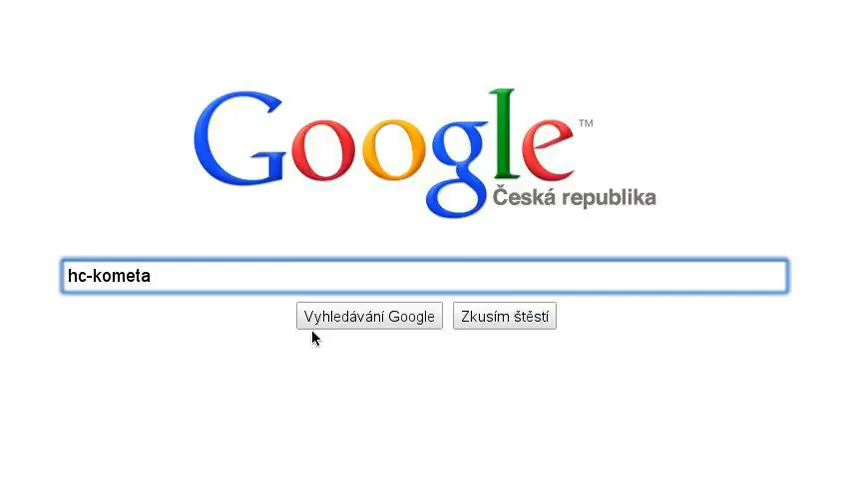 Google™
Česká republika
hc-kometa
Vyhledávání Google
Zkusím štěstí